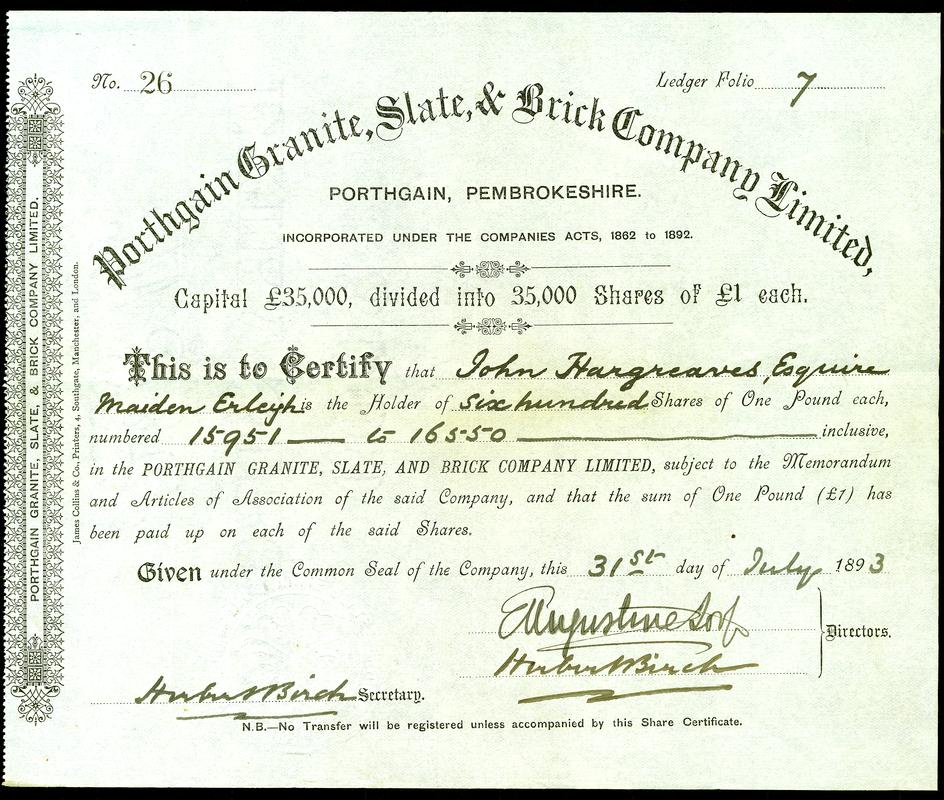 No. 26
Ledger Folio 7
Porthgain Granite, Slate, & Brick Company Limited,
PORTHGAIN, PEMBROKESHIRE.
INCORPORATED UNDER THE COMPANIES ACTS, 1862 to 1892.
Capital £35,000, divided into 35,000 Shares of £1 each.
This is to Certify that John Hargreaves, Esquire
Maiden Erleigh is the Holder of six hundred Shares of One Pound each,
numbered 15951 — to 16550 — inclusive,
in the PORTHGAIN GRANITE, SLATE, AND BRICK COMPANY LIMITED, subject to the Memorandum
and Articles of Association of the said Company, and that the sum of One Pound (£1) has
been paid up on each of the said Shares.
Given under the Common Seal of the Company, this 31st day of July 1893
Augustine
Herbert Birch
Directors.
Herbert Birch Secretary.
N.B.—No Transfer will be registered unless accompanied by this Share Certificate.
PORTHGAIN GRANITE, SLATE, & BRICK COMPANY LIMITED.
James Collins & Co. Printers, 4, Southgate, Manchester, and London.